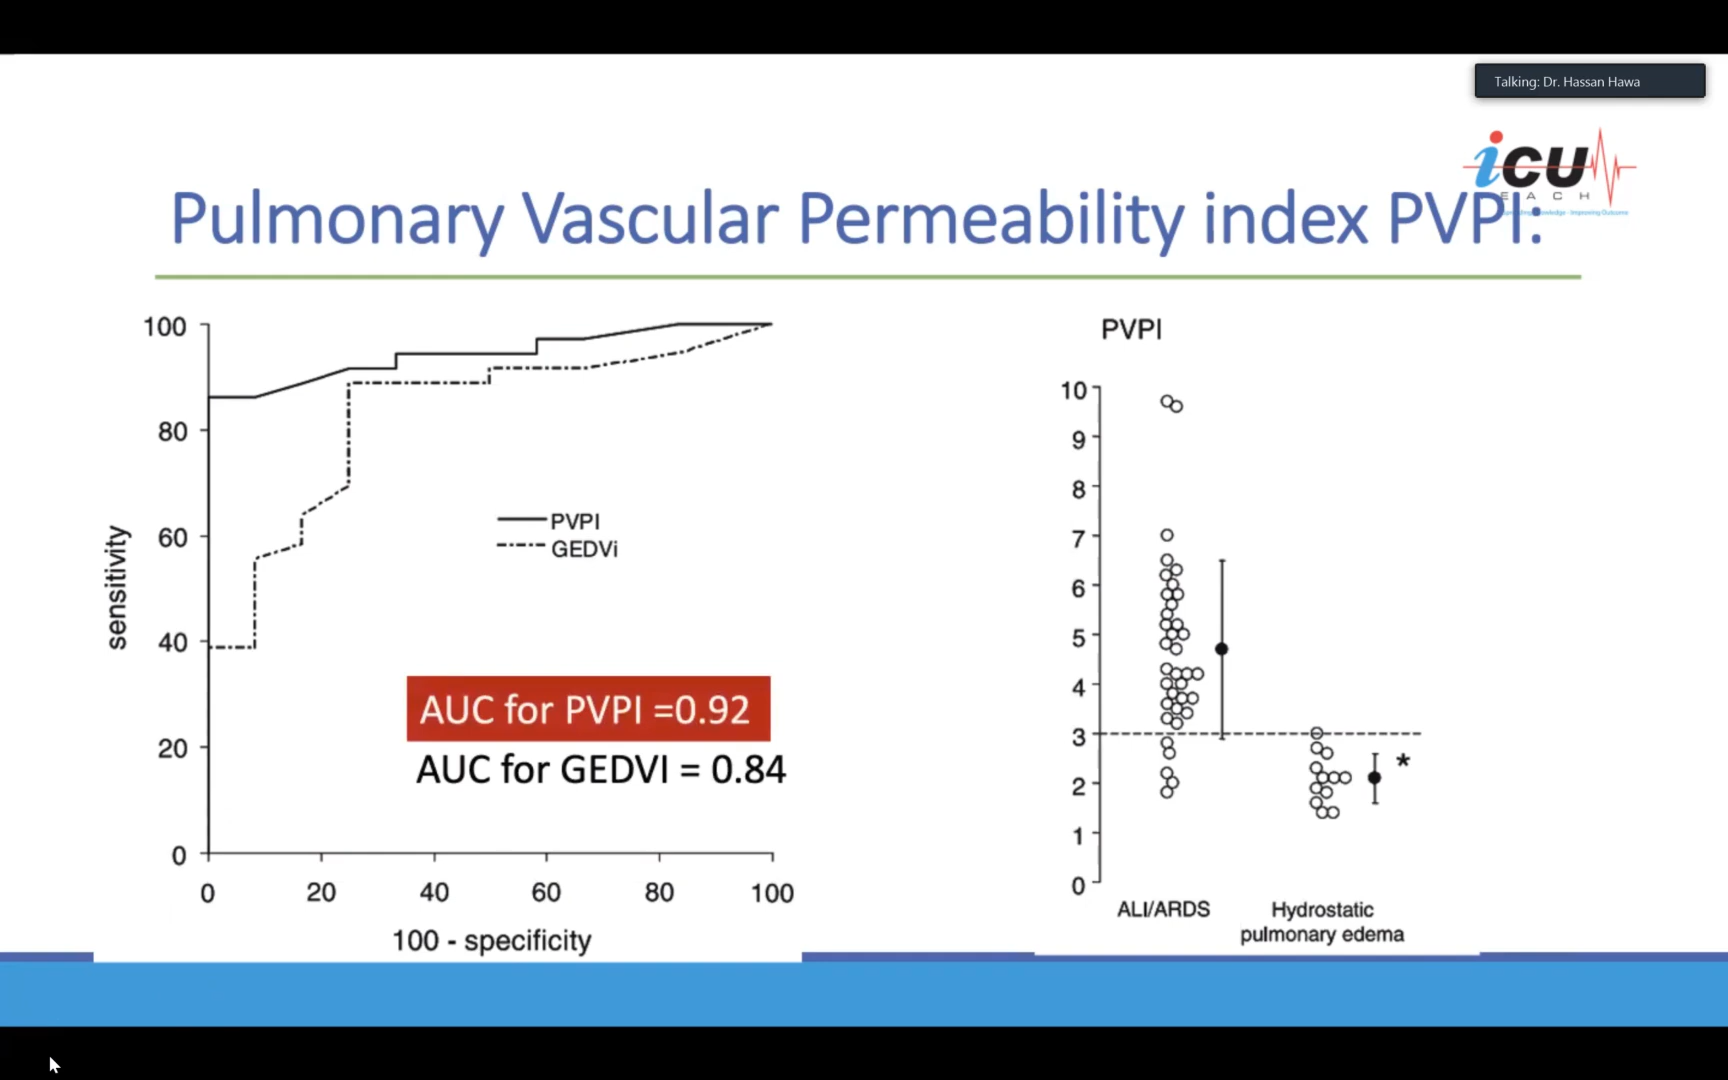 Talking: Dr. Hassan Hawa
icu
EACH
Pulmonary Vascular Permeability index PVPI:
100
80
60
40
20
0
sensitivity
PVPI
GEDVi
AUC for PVPI =0.92
AUC for GEDVI = 0.84
0 20 40 60 80 100
100 - specificity
PVPI
10
9
8
7
6
5
4
3
2
1
0
*
ALI/ARDS
Hydrostatic
pulmonary edema